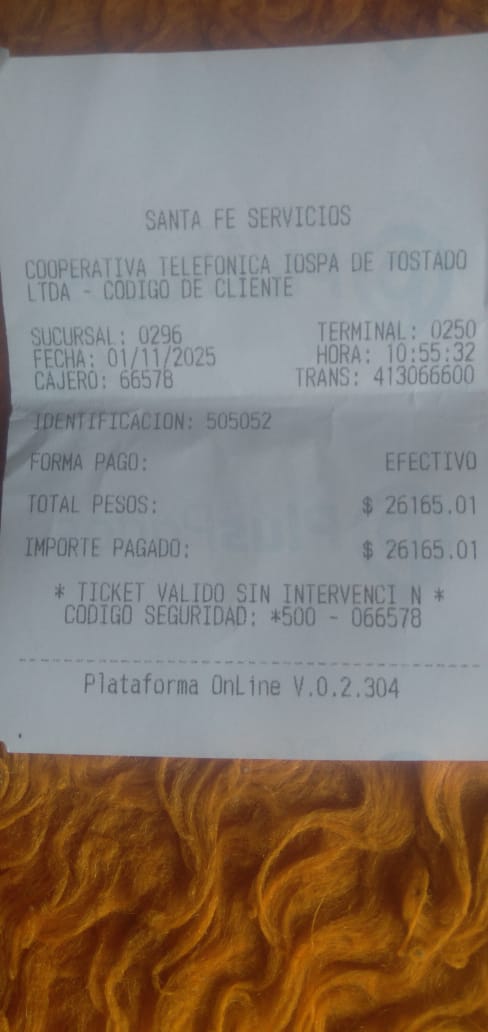 SANTA FE SERVICIOS
COOPERATIVA TELEFONICA IOSPA DE TOSTADO
LTDA - CODIGO DE CLIENTE
SUCURSAL: 0296 TERMINAL: 0250
FECHA: 01/11/2025 HORA: 10:55:32
CAJERO: 66578 TRANS: 413066600
IDENTIFICACION: 505052
FORMA PAGO: EFECTIVO
TOTAL PESOS: $ 26165.01
IMPORTE PAGADO: $ 26165.01
* TICKET VALIDO SIN INTERVENCI N *
CODIGO SEGURIDAD: *500 - 066578
Plataforma OnLine V.0.2.304